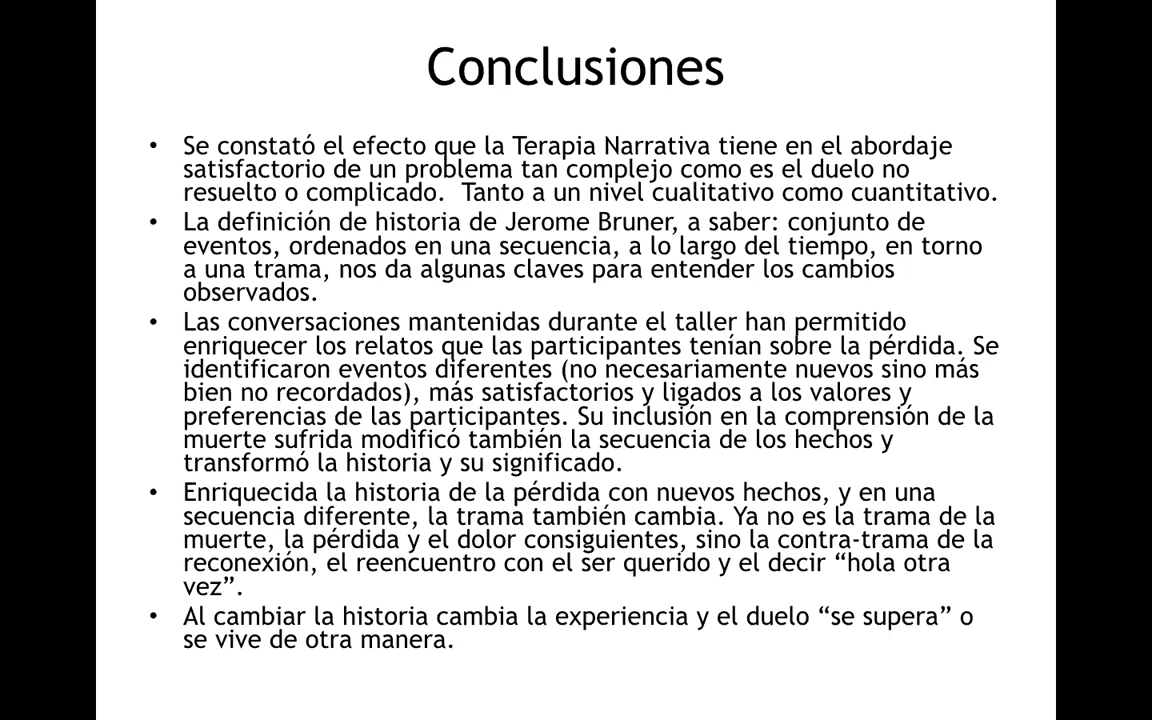 Conclusiones
• Se constató el efecto que la Terapia Narrativa tiene en el abordaje
satisfactorio de un problema tan complejo como es el duelo no
resuelto o complicado.  Tanto a un nivel cualitativo como cuantitativo.
• La definición de historia de Jerome Bruner, a saber: conjunto de
eventos, ordenados en una secuencia, a lo largo del tiempo, en torno
a una trama, nos da algunas claves para entender los cambios
observados.
• Las conversaciones mantenidas durante el taller han permitido
enriquecer los relatos que las participantes tenían sobre la pérdida. Se
identificaron eventos diferentes (no necesariamente nuevos sino más
bien no recordados), más satisfactorios y ligados a los valores y
preferencias de las participantes. Su inclusión en la comprensión de la
muerte sufrida modificó también la secuencia de los hechos y
transformó la historia y su significado.
• Enriquecida la historia de la pérdida con nuevos hechos, y en una
secuencia diferente, la trama también cambia. Ya no es la trama de la
muerte, la pérdida y el dolor consiguientes, sino la contra-trama de la
reconexión, el reencuentro con el ser querido y el decir “hola otra
vez”.
• Al cambiar la historia cambia la experiencia y el duelo “se supera” o
se vive de otra manera.